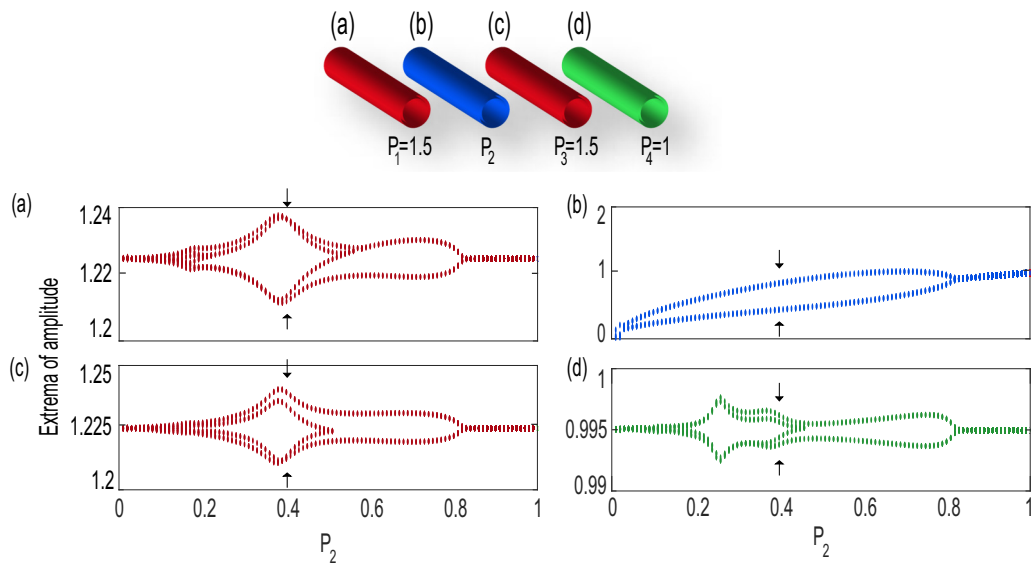 (a) (b) (c) (d)
P1=1.5 P2 P3=1.5 P4=1
(a) (b)
Extrema of amplitude
1.24
1.22
1.2
2
1
0
(c) (d)
1.25
1.225
1.2
1
0.995
0.99
0 0.2 0.4 0.6 0.8 1
0 0.2 0.4 0.6 0.8 1
P2 P2